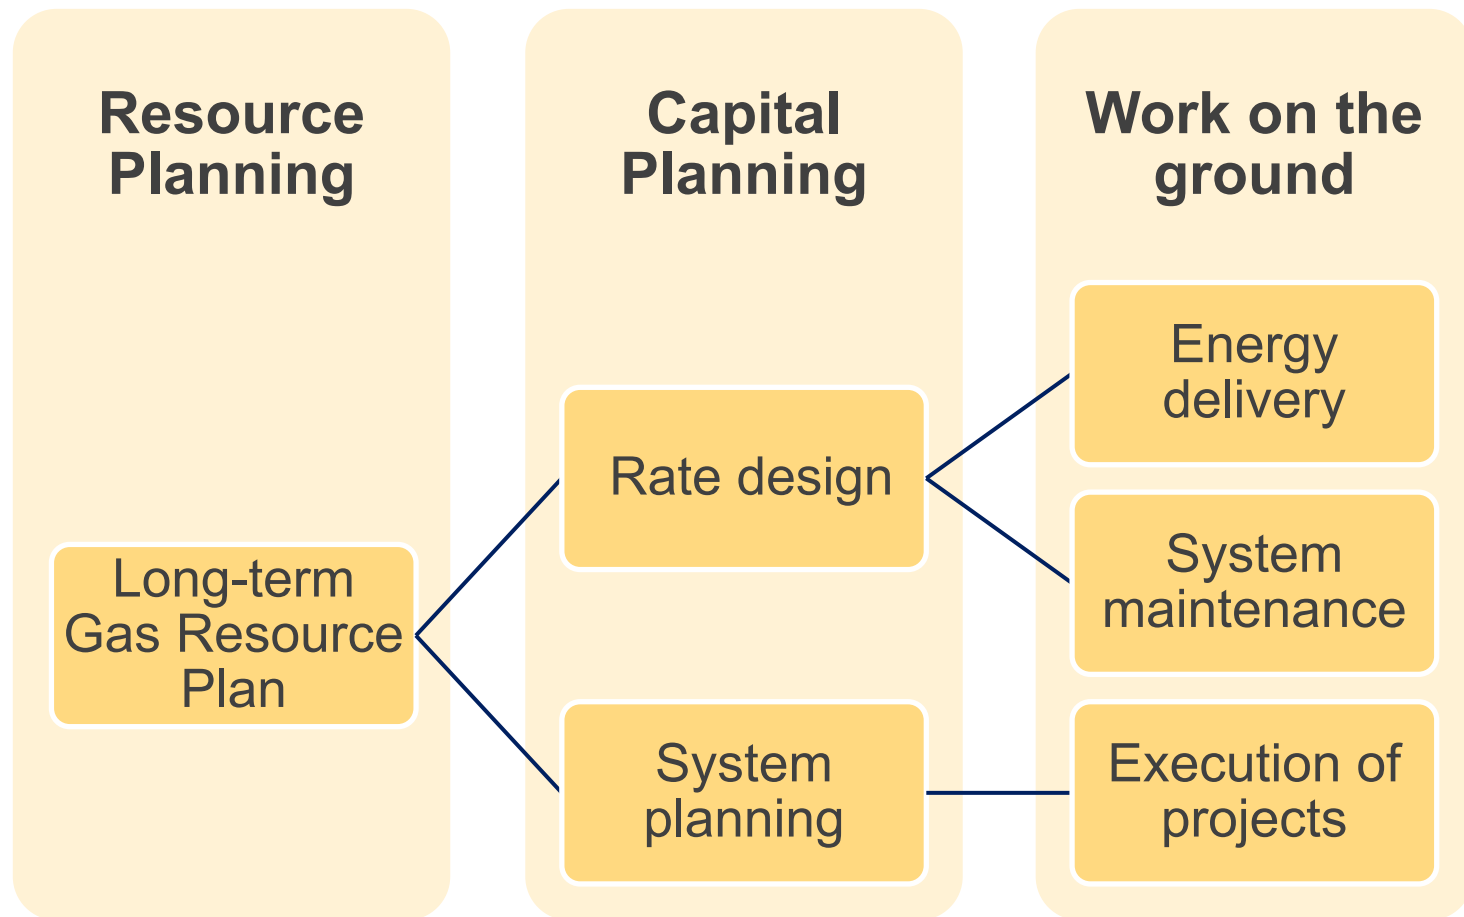 Resource
Planning
Capital
Planning
Work on the
ground
Long-term
Gas Resource
Plan
Rate design
System
planning
Energy
delivery
System
maintenance
Execution of
projects